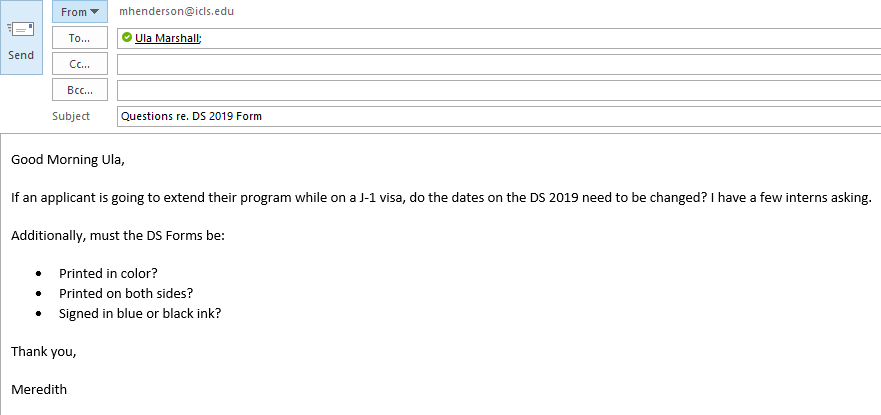 From mhenderson@icls.edu
Send
To... Ula Marshall;
Cc...
Bcc...
Subject Questions re. DS 2019 Form
Good Morning Ula,
If an applicant is going to extend their program while on a J-1 visa, do the dates on the DS 2019 need to be changed? I have a few interns asking.
Additionally, must the DS Forms be:
• Printed in color?
• Printed on both sides?
• Signed in blue or black ink?
Thank you,
Meredith